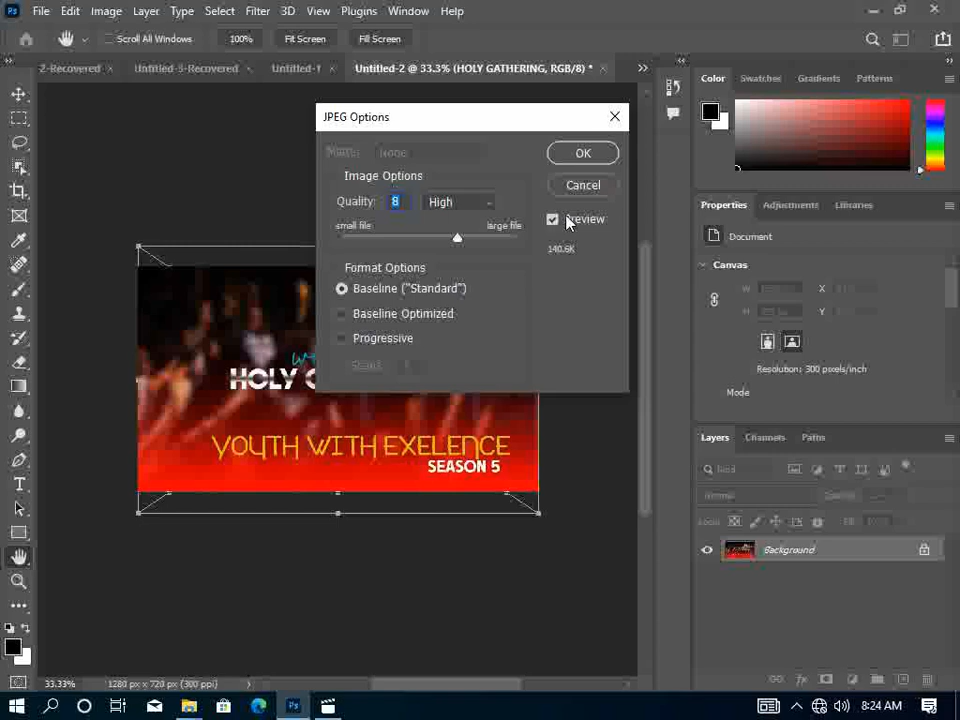 Ps File Edit Image Layer Type Select Filter 3D View Plugins Window Help
Scroll All Windows 100% Fit Screen Fill Screen
2-Recovered × Untitled-3-Recovered Untitled-1 × Untitled-2 @ 33.3% (HOLY GATHERING, RGB/8) * ×
Color Swatches Gradients Patterns
JPEG Options
Matte: None
OK
Image Options
Cancel
Quality: 8 High
Preview
small file large file
140.6K
Format Options
Baseline ("Standard")
Baseline Optimized
Progressive
Scans:
Properties Adjustments Libraries
Document
Canvas
W X
H Y
Resolution: 300 pixels/inch
Mode
HOLY
YOUTH WITH EXELENCE
SEASON 5
Layers Channels Paths
Kind
Normal Opacity:
Lock: Fill:
Background
33.33% 1280 px x 720 px (300 ppi)
Ps 8:24 AM